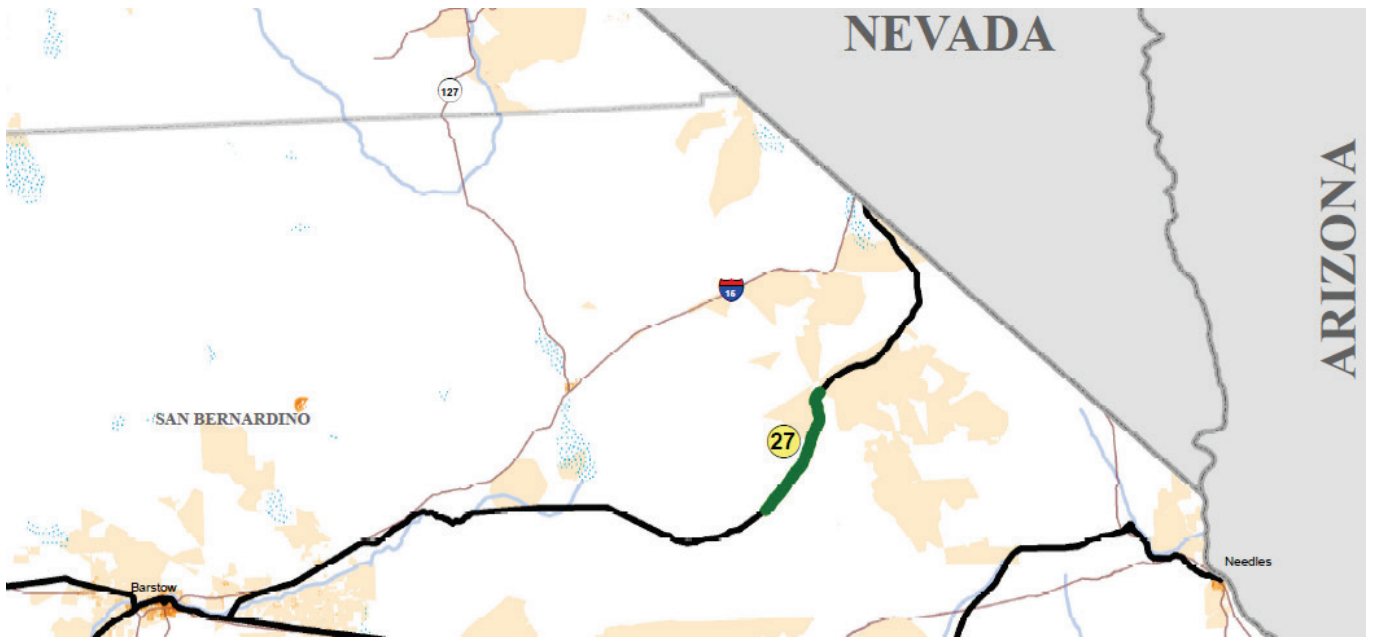 NEVADA
127
ARIZONA
15
SAN BERNARDINO
27
Needles
Barstow